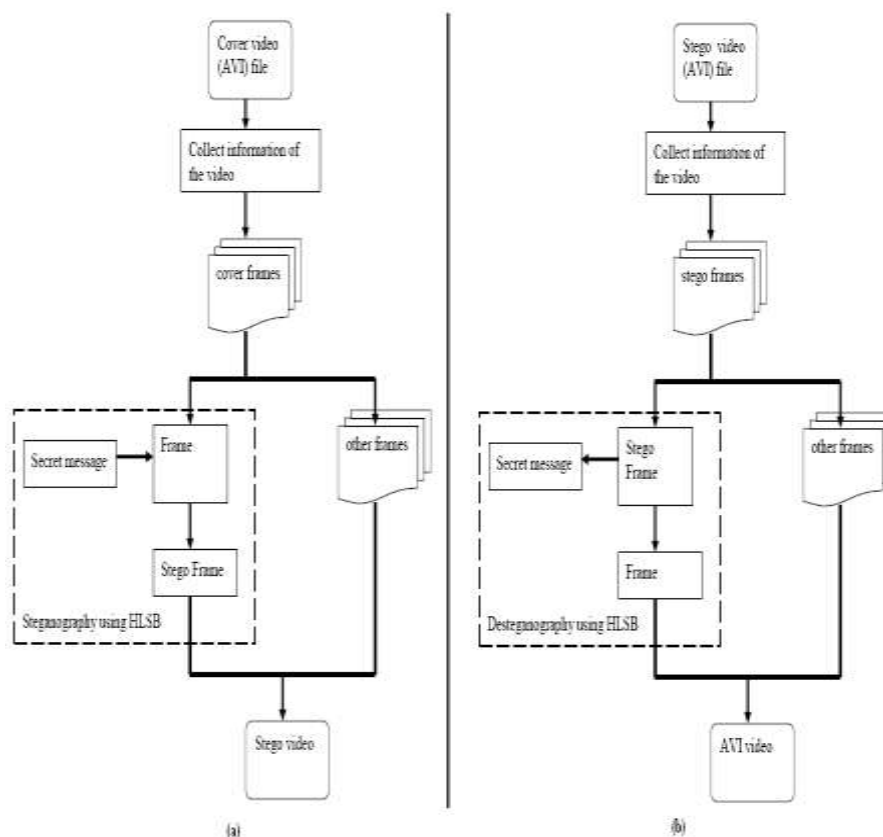 Cover video
(AVI) file
Collect information of
the video
cover frames
Frame
Secret message
other frames
Stego Frame
Steganography using HLSB
Stego video
(a)
Stego video
(AVI) file
Collect information of
the video
stego frames
Stego
Frame
Secret message
other frames
Frame
Desteganography using HLSB
AVI video
(b)